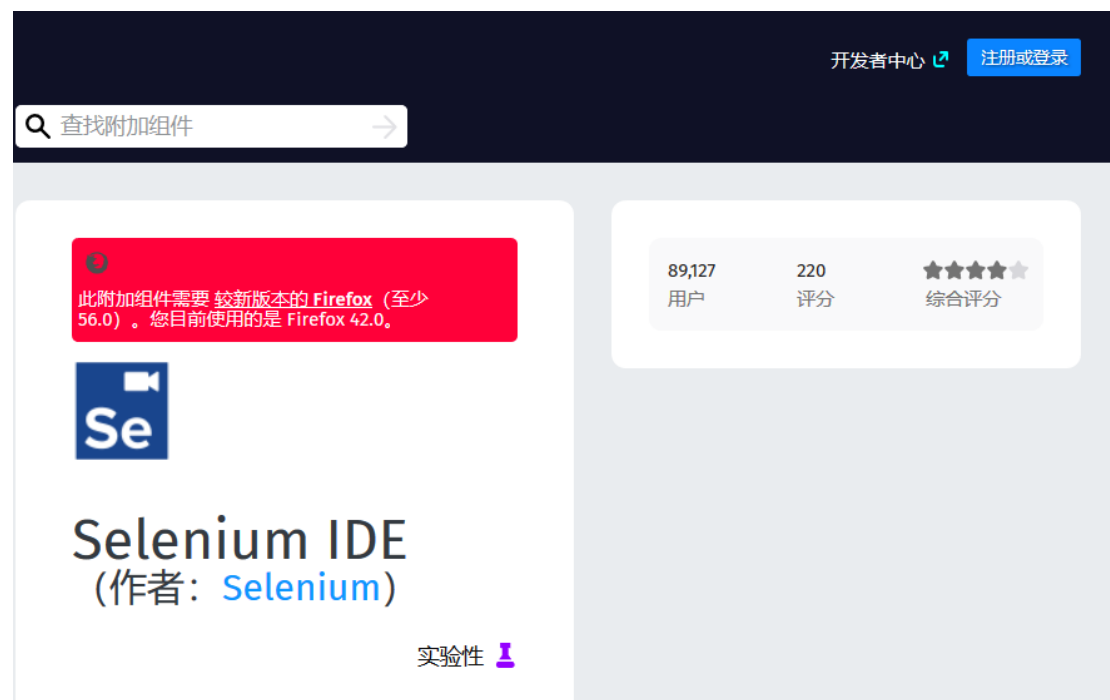 开发者中心 注册或登录
查找附加组件
此附加组件需要 较新版本的 Firefox（至少
56.0）。您目前使用的是 Firefox 42.0。
89,127 220
用户 评分 综合评分
Se
Selenium IDE
（作者：Selenium）
实验性